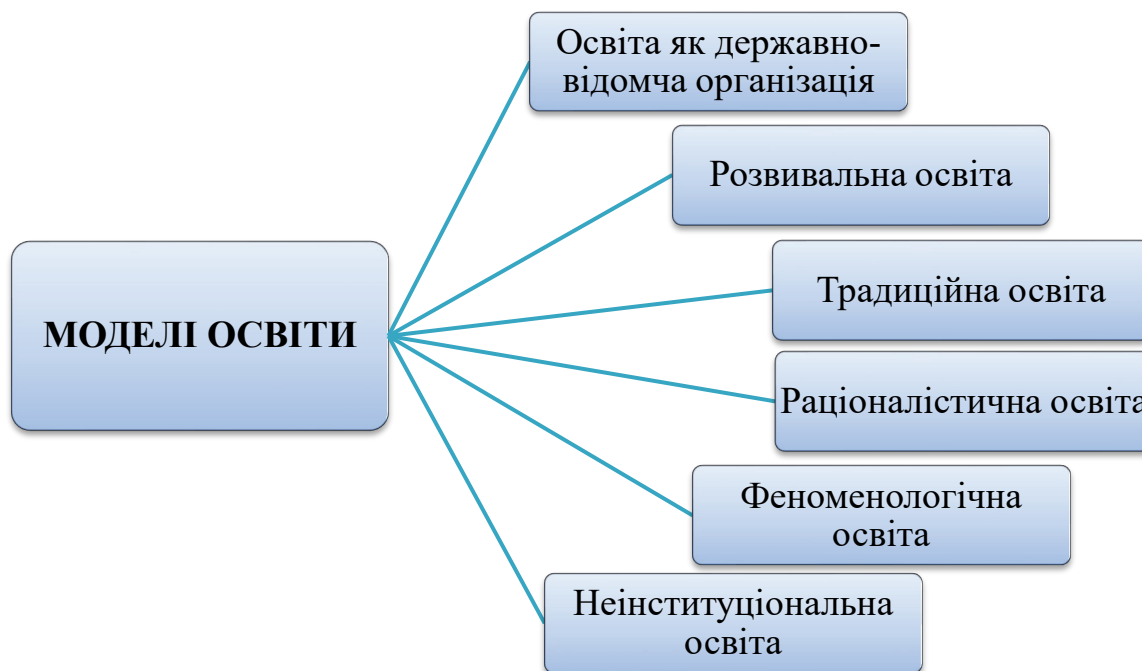 Освіта як державно-
відомча організація
Розвивальна освіта
Традиційна освіта
МОДЕЛІ ОСВІТИ
Раціоналістична освіта
Феноменологічна
освіта
Неінституціональна
освіта